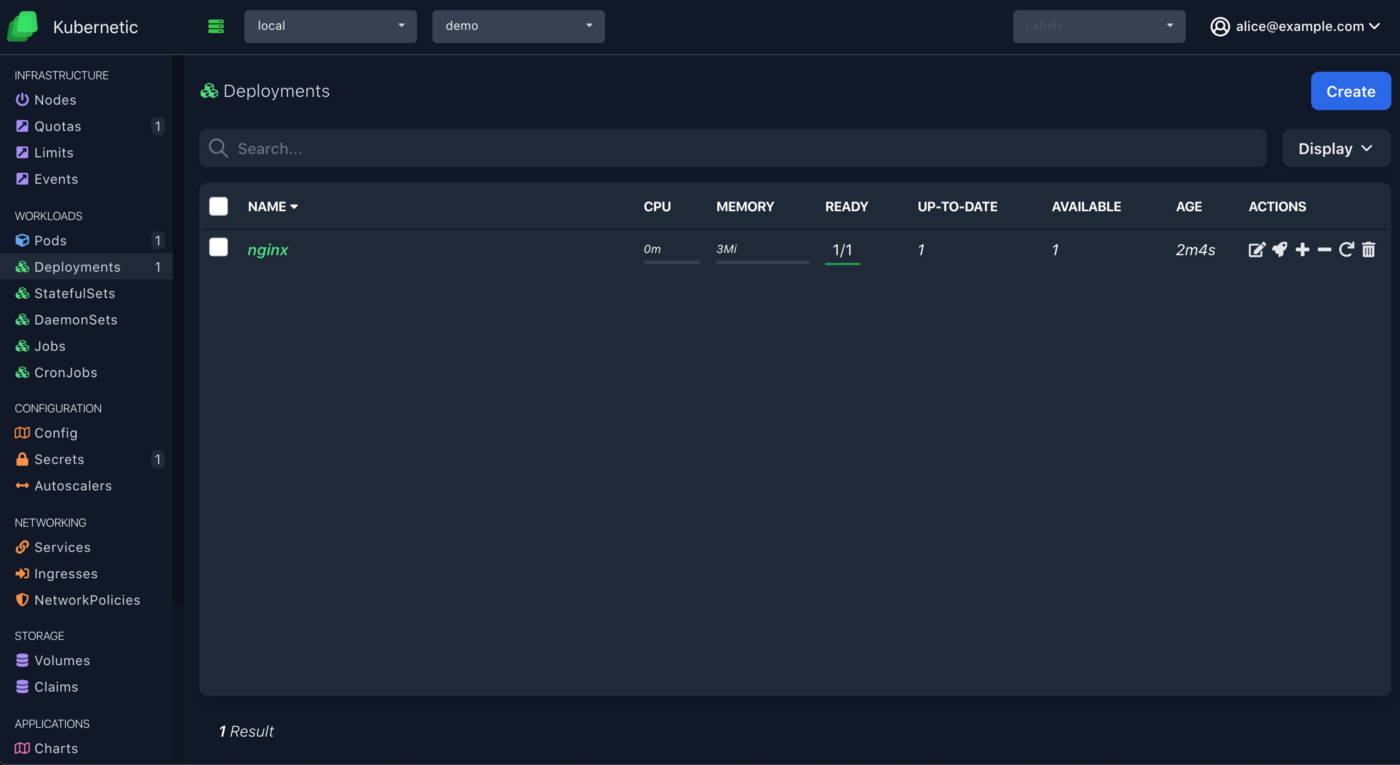 Kubernetic
local
demo
Labels
alice@example.com
INFRASTRUCTURE
Nodes
Quotas 1
Limits
Events
WORKLOADS
Pods 1
Deployments 1
StatefulSets
DaemonSets
Jobs
CronJobs
CONFIGURATION
Config
Secrets 1
Autoscalers
NETWORKING
Services
Ingresses
NetworkPolicies
STORAGE
Volumes
Claims
APPLICATIONS
Charts
Deployments
Create
Search...
Display
NAME CPU MEMORY READY UP-TO-DATE AVAILABLE AGE ACTIONS
nginx 0m 3Mi 1/1 1 1 2m4s
1 Result